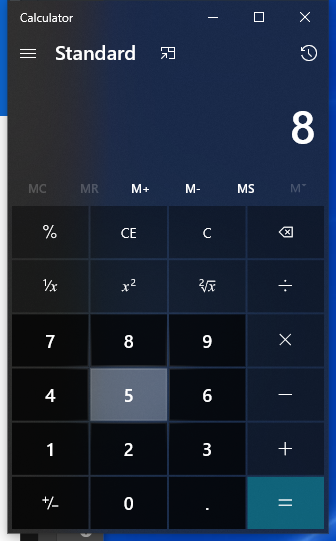 Calculator
Standard
8
MC MR M+ M- MS M˅
% CE C
⅟x x² ²√x ÷
7 8 9 ×
4 5 6 −
1 2 3 +
+/− 0 . =